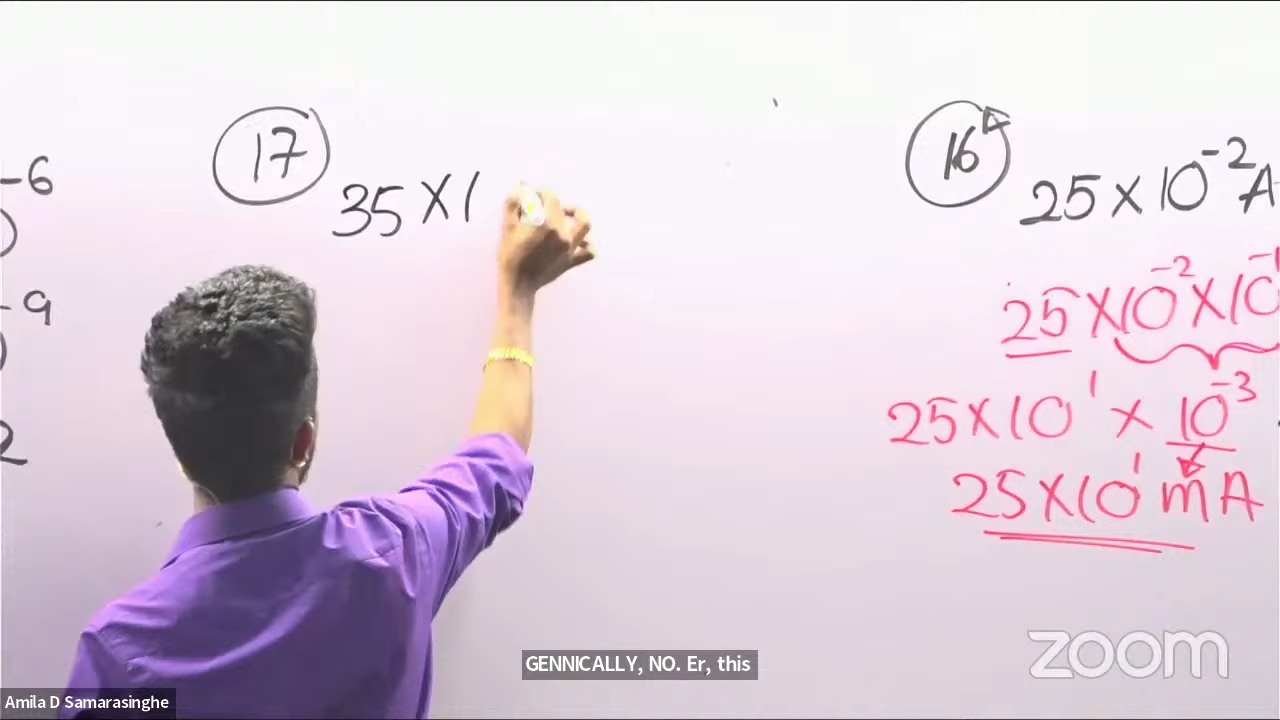 -6
-9
2
17
35×1
16
25×10⁻² A
25×10⁻²×10⁻¹
25×10¹ × 10⁻³
25×10¹ m A
GENNICALLY, NO. Er, this
zoom
Amila D Samarasinghe